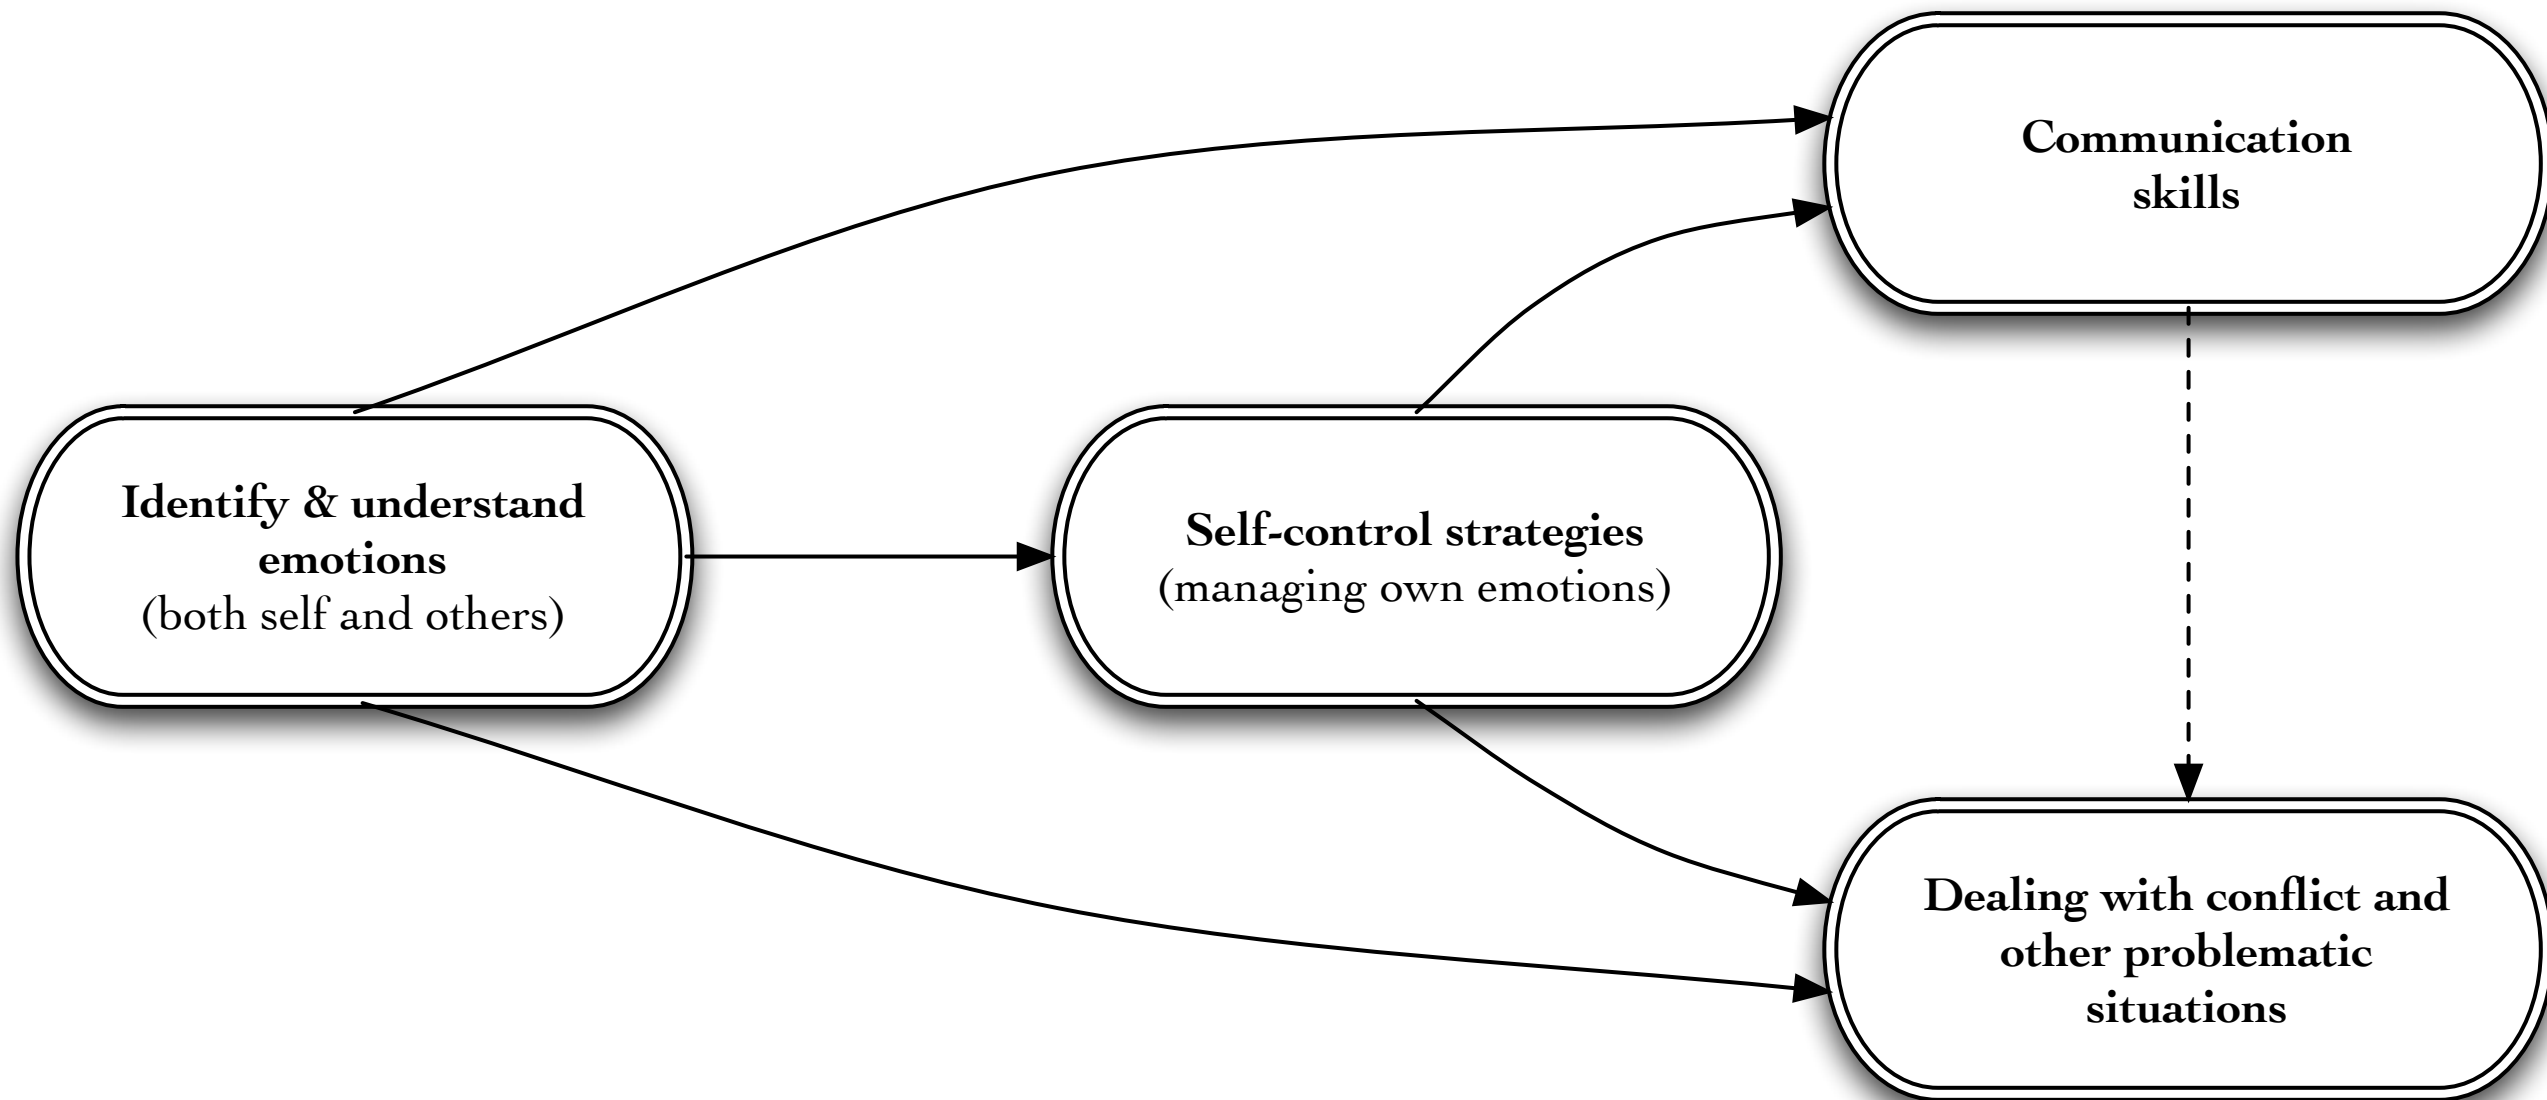 Communication
skills
Identify & understand
emotions
(both self and others)
Self-control strategies
(managing own emotions)
Dealing with conflict and
other problematic
situations